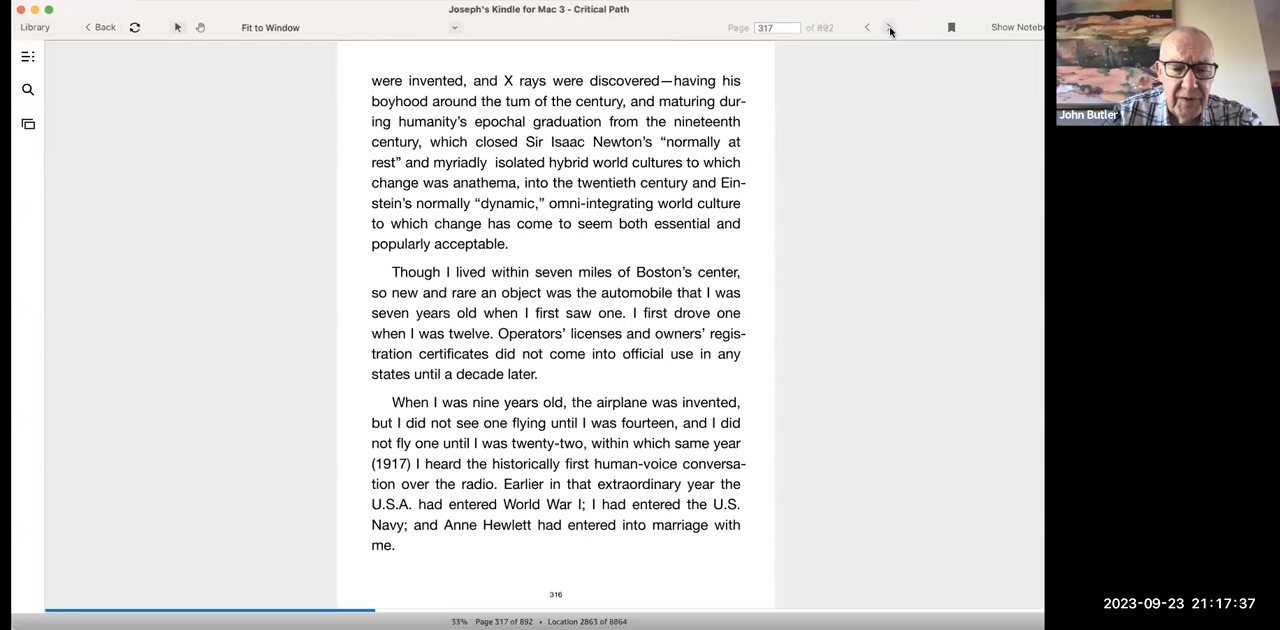 Joseph's Kindle for Mac 3 - Critical Path
Library
Back
Fit to Window
Page 317 of 892
Show Notebo
were invented, and X rays were discovered—having his
boyhood around the tum of the century, and maturing dur-
ing humanity's epochal graduation from the nineteenth
century, which closed Sir Isaac Newton's “normally at
rest” and myriadly isolated hybrid world cultures to which
change was anathema, into the twentieth century and Ein-
stein's normally “dynamic,” omni-integrating world culture
to which change has come to seem both essential and
popularly acceptable.
Though I lived within seven miles of Boston's center,
so new and rare an object was the automobile that I was
seven years old when I first saw one. I first drove one
when I was twelve. Operators' licenses and owners' regis-
tration certificates did not come into official use in any
states until a decade later.
When I was nine years old, the airplane was invented,
but I did not see one flying until I was fourteen, and I did
not fly one until I was twenty-two, within which same year
(1917) I heard the historically first human-voice conversa-
tion over the radio. Earlier in that extraordinary year the
U.S.A. had entered World War I; I had entered the U.S.
Navy; and Anne Hewlett had entered into marriage with
me.
316
33% Page 317 of 892 • Location 2863 of 8864
John Butler
2023-09-23 21:17:37